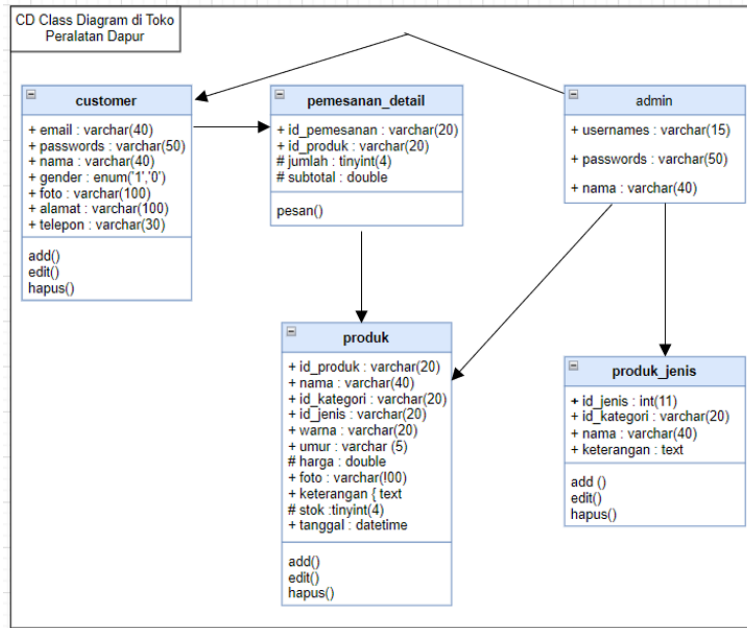 CD Class Diagram di Toko
Peralatan Dapur
customer
+ email : varchar(40)
+ passwords : varchar(50)
+ nama : varchar(40)
+ gender : enum('1','0')
+ foto : varchar(100)
+ alamat : varchar(100)
+ telepon : varchar(30)
add()
edit()
hapus()
pemesanan_detail
+ id_pemesanan : varchar(20)
+ id_produk : varchar(20)
# jumlah : tinyint(4)
# subtotal : double
pesan()
admin
+ usernames : varchar(15)
+ passwords : varchar(50)
+ nama : varchar(40)
produk
+ id_produk : varchar(20)
+ nama : varchar(40)
+ id_kategori : varchar(20)
+ id_jenis : varchar(20)
+ warna : varchar(20)
+ umur : varchar (5)
# harga : double
+ foto : varchar(!00)
+ keterangan { text
# stok :tinyint(4)
+ tanggal : datetime
add()
edit()
hapus()
produk_jenis
+ id_jenis : int(11)
+ id_kategori : varchar(20)
+ nama : varchar(40)
+ keterangan : text
add ()
edit()
hapus()